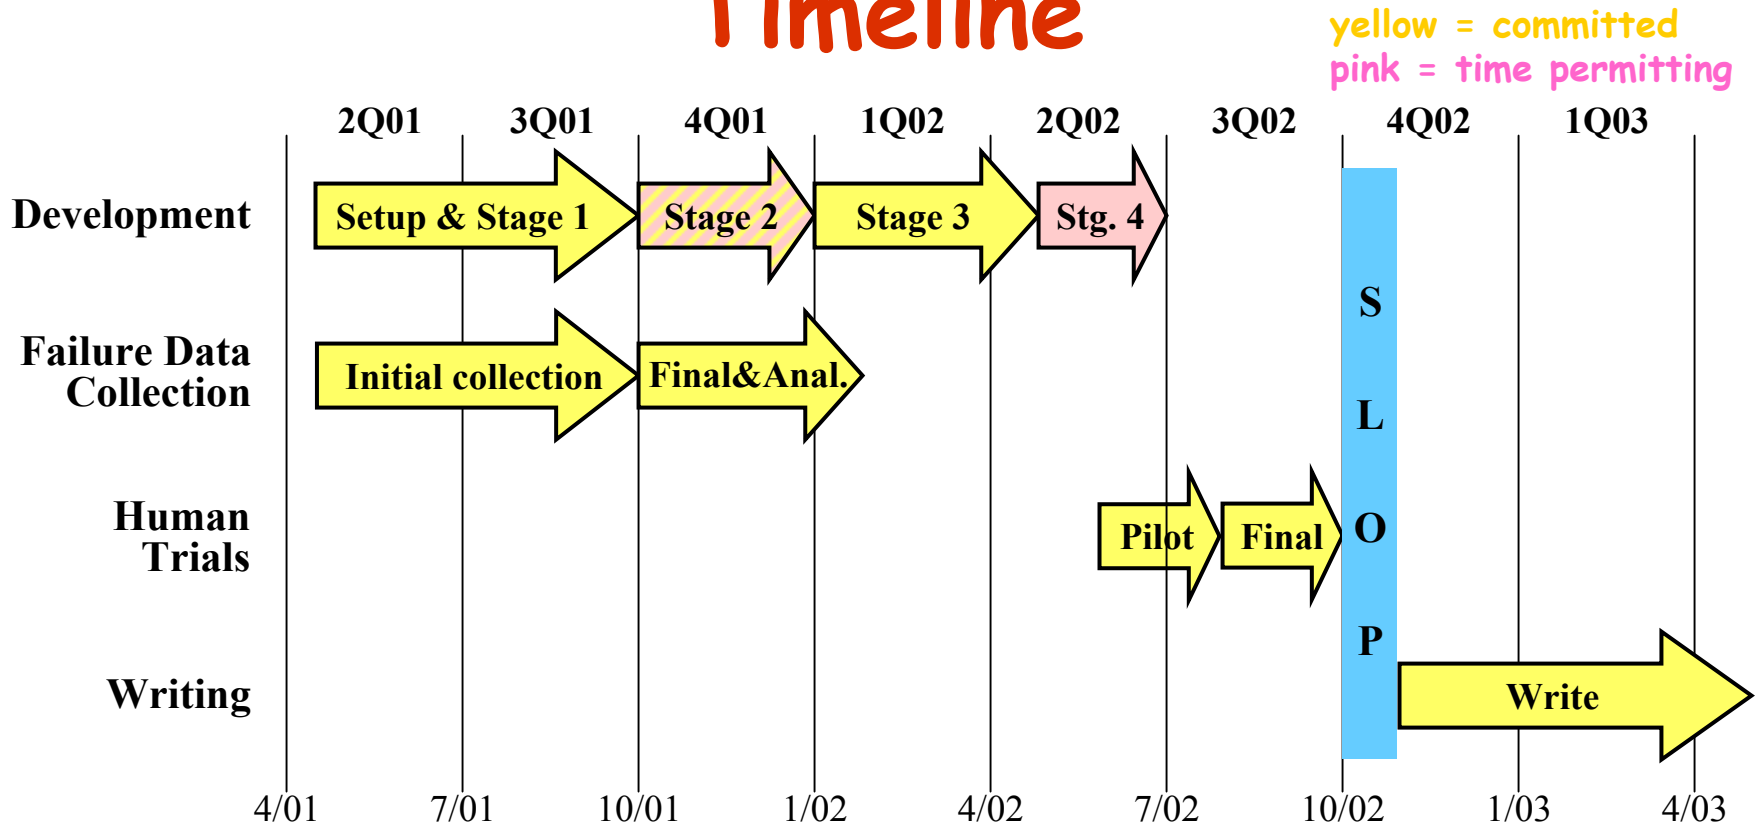 Timeline
yellow = committed
pink = time permitting
2Q01 3Q01 4Q01 1Q02 2Q02 3Q02 4Q02 1Q03
Development
Setup & Stage 1
Stage 2
Stage 3
Stg. 4
Failure Data
Collection
Initial collection
Final&Anal.
Human
Trials
Pilot
Final
S
L
O
P
Writing
Write
4/01 7/01 10/01 1/02 4/02 7/02 10/02 1/03 4/03